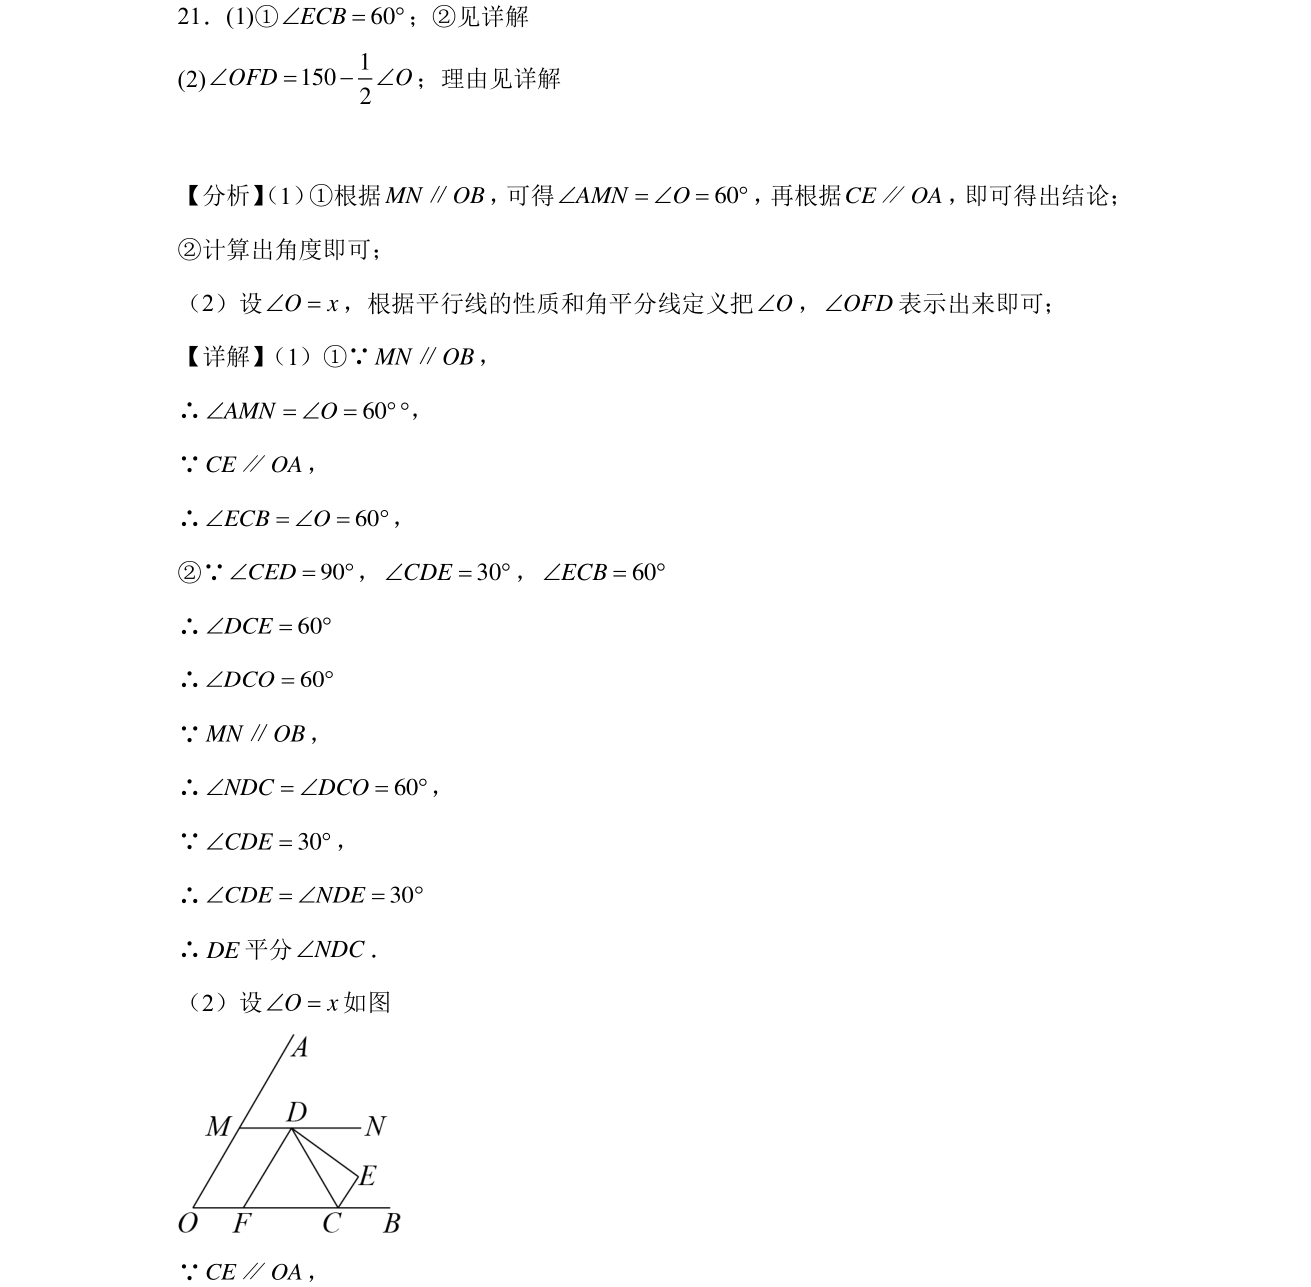 21．(1)①∠ECB = 60°；②见详解
(2)∠OFD = 150 − 1/2 ∠O；理由见详解
【分析】（1）①根据 MN ∥ OB，可得∠AMN = ∠O = 60°，再根据CE ∥ OA，即可得出结论；
②计算出角度即可；
（2）设∠O = x，根据平行线的性质和角平分线定义把∠O，∠OFD 表示出来即可；
【详解】（1）①∵ MN ∥ OB，
∴ ∠AMN = ∠O = 60° °，
∵ CE ∥ OA，
∴ ∠ECB = ∠O = 60°，
②∵ ∠CED = 90°，∠CDE = 30°，∠ECB = 60°
∴ ∠DCE = 60°
∴ ∠DCO = 60°
∵ MN ∥ OB，
∴ ∠NDC = ∠DCO = 60°，
∵ ∠CDE = 30°，
∴ ∠CDE = ∠NDE = 30°
∴ DE 平分∠NDC．
（2）设∠O = x 如图
A
M D N
E
O F C B
∵ CE ∥ OA，